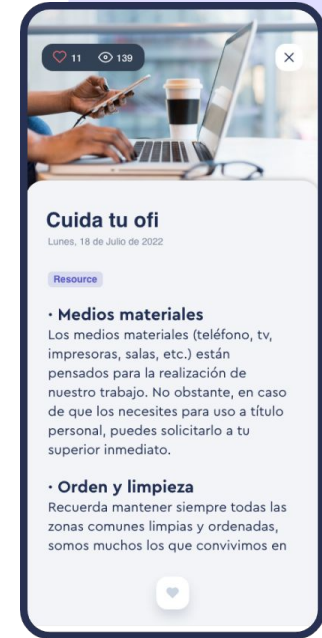 11 139
Cuida tu ofi
Lunes, 18 de Julio de 2022
Resource
· Medios materiales
Los medios materiales (teléfono, tv,
impresoras, salas, etc.) están
pensados para la realización de
nuestro trabajo. No obstante, en caso
de que los necesites para uso a título
personal, puedes solicitarlo a tu
superior inmediato.
· Orden y limpieza
Recuerda mantener siempre todas las
zonas comunes limpias y ordenadas,
somos muchos los que convivimos en